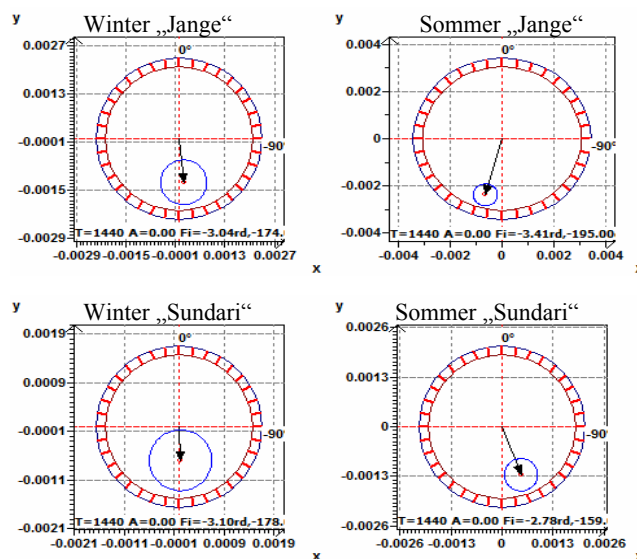 Winter „Jange“
y
0.0027
0.0013
-0.0001
-0.0015
-0.0029
0°
-90
T=1440 A=0.00 Fi=-3.04rd,-174.
-0.0029 -0.0015 -0.0001 0.0013 0.0027
x
Sommer „Jange“
y
0.004
0.002
0
-0.002
-0.004
0°
-90°
T=1440 A=0.00 Fi=-3.41rd,-195.00
-0.004 -0.002 0 0.002 0.004
x
Winter „Sundari“
y
0.0019
0.0009
-0.0001
-0.0011
-0.0021
0°
-90
T=1440 A=0.00 Fi=-3.10rd,-178.
-0.0021 -0.0011 -0.0001 0.0009 0.0019
x
Sommer „Sundari“
y
0.0026
0.0013
0
-0.0013
-0.0026
0°
-90
T=1440 A=0.00 Fi=-2.78rd,-159.
-0.0026 -0.0013 0 0.0013 0.0026
x